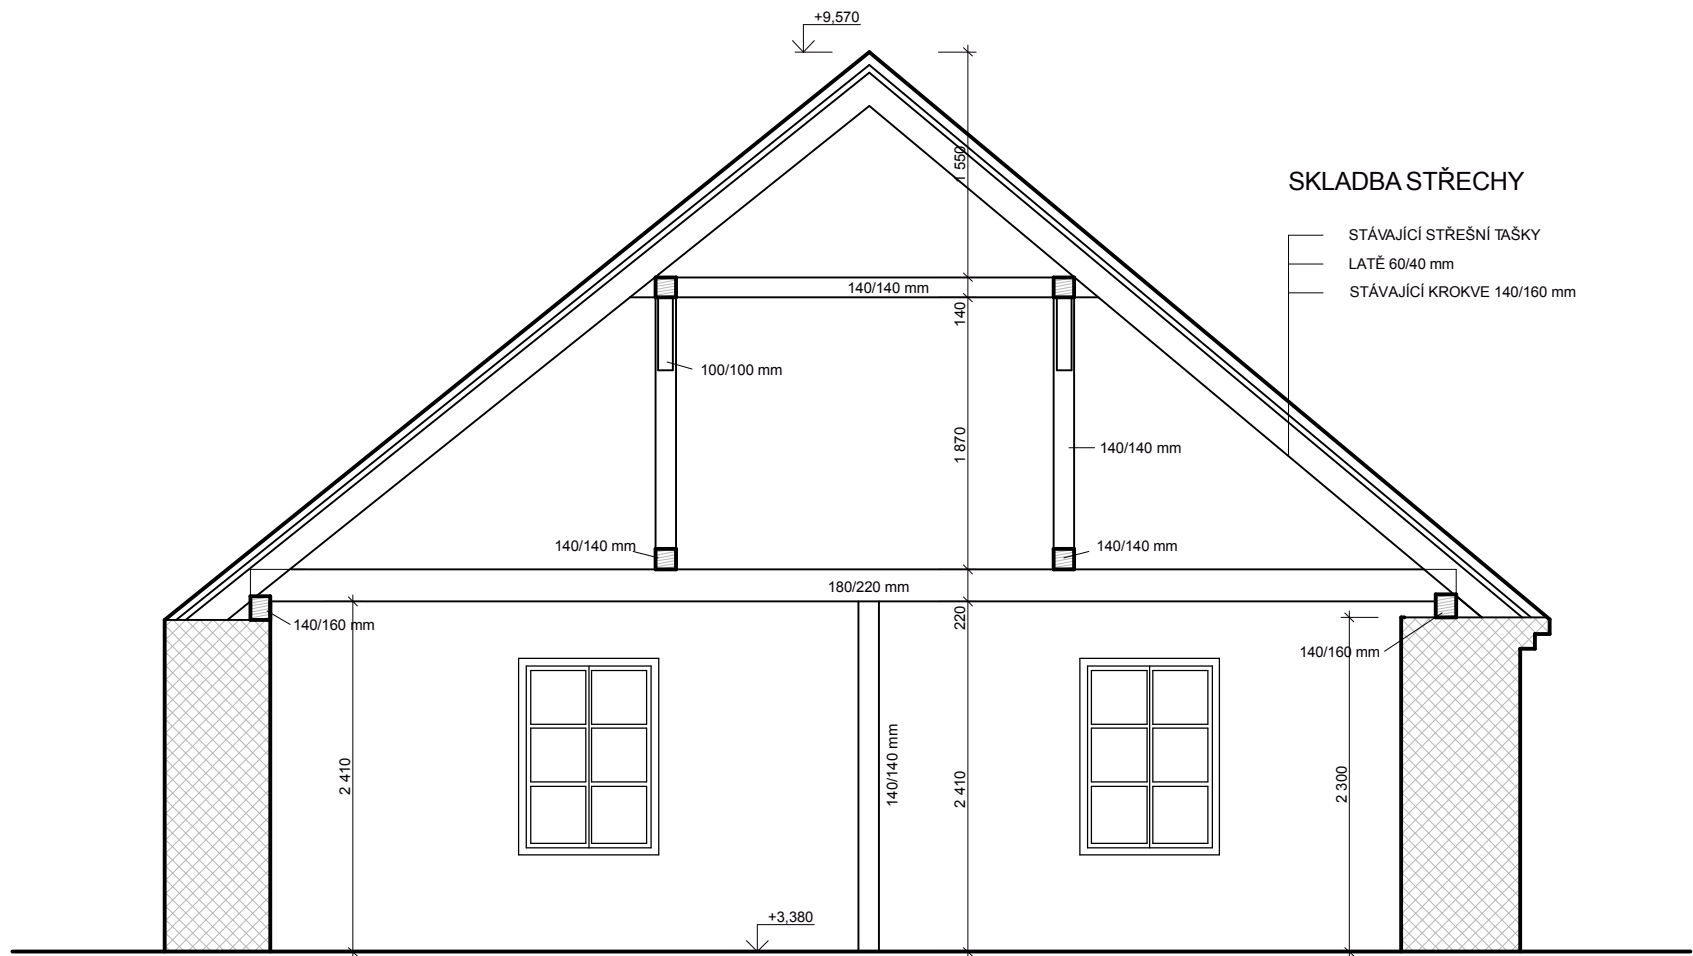 +9,570
1 550
SKLADBA STŘECHY
STÁVAJÍCÍ STŘEŠNÍ TAŠKY
LATĚ 60/40 mm
STÁVAJÍCÍ KROKVE 140/160 mm
140/140 mm
140
100/100 mm
1 870
140/140 mm
140/140 mm
140/140 mm
180/220 mm
220
140/160 mm
140/160 mm
2 410
140/140 mm
2 410
2 300
+3,380